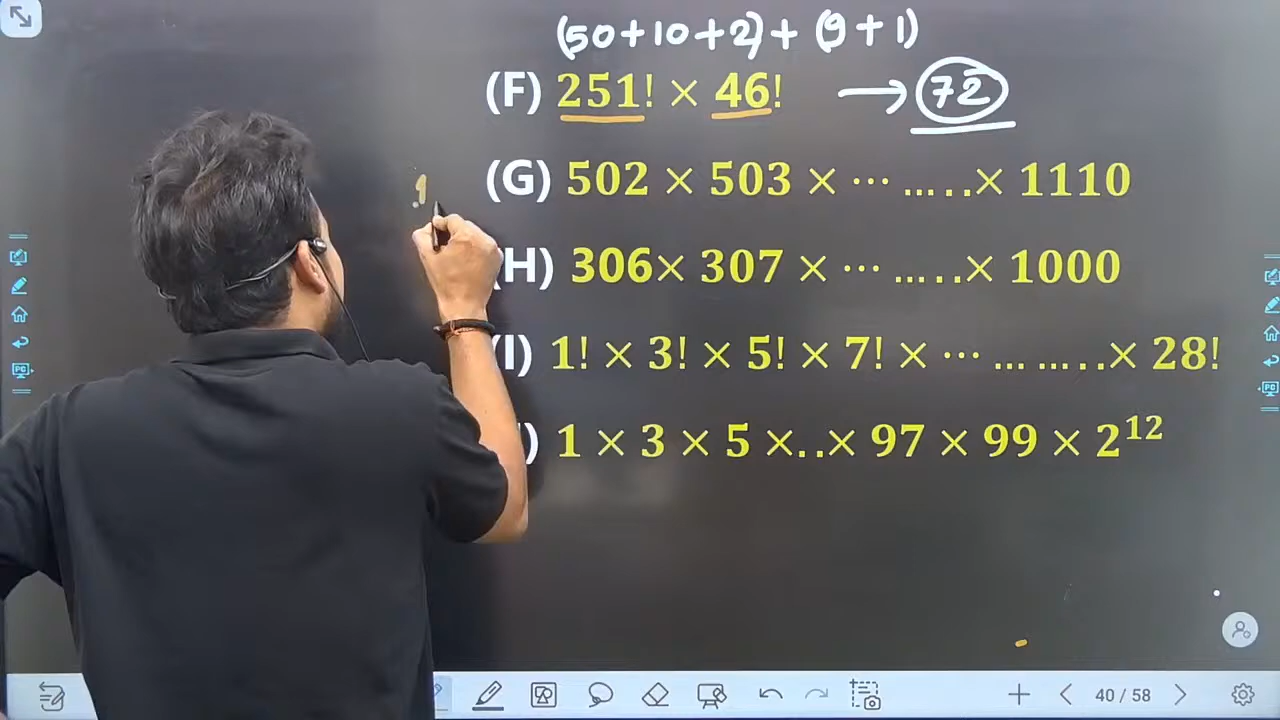 (50+10+2)+(9+1)
(F) 251! × 46! → 72
(G) 502 × 503 × ⋯ … . . × 1110
H) 306× 307 × ⋯ … . . × 1000
(I) 1! × 3! × 5! × 7! × ⋯ … … . . × 28!
) 1 × 3 × 5 ×. .× 97 × 99 × 2¹²
40 / 58